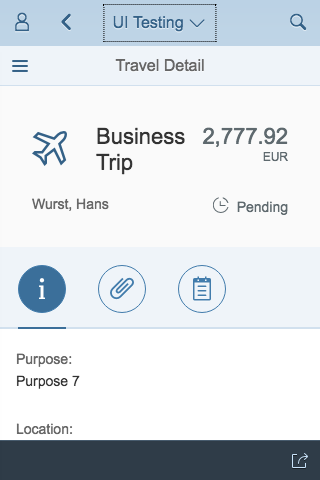 UI Testing
Travel Detail
Business Trip
2,777.92
EUR
Wurst, Hans
Pending
Purpose:
Purpose 7
Location: